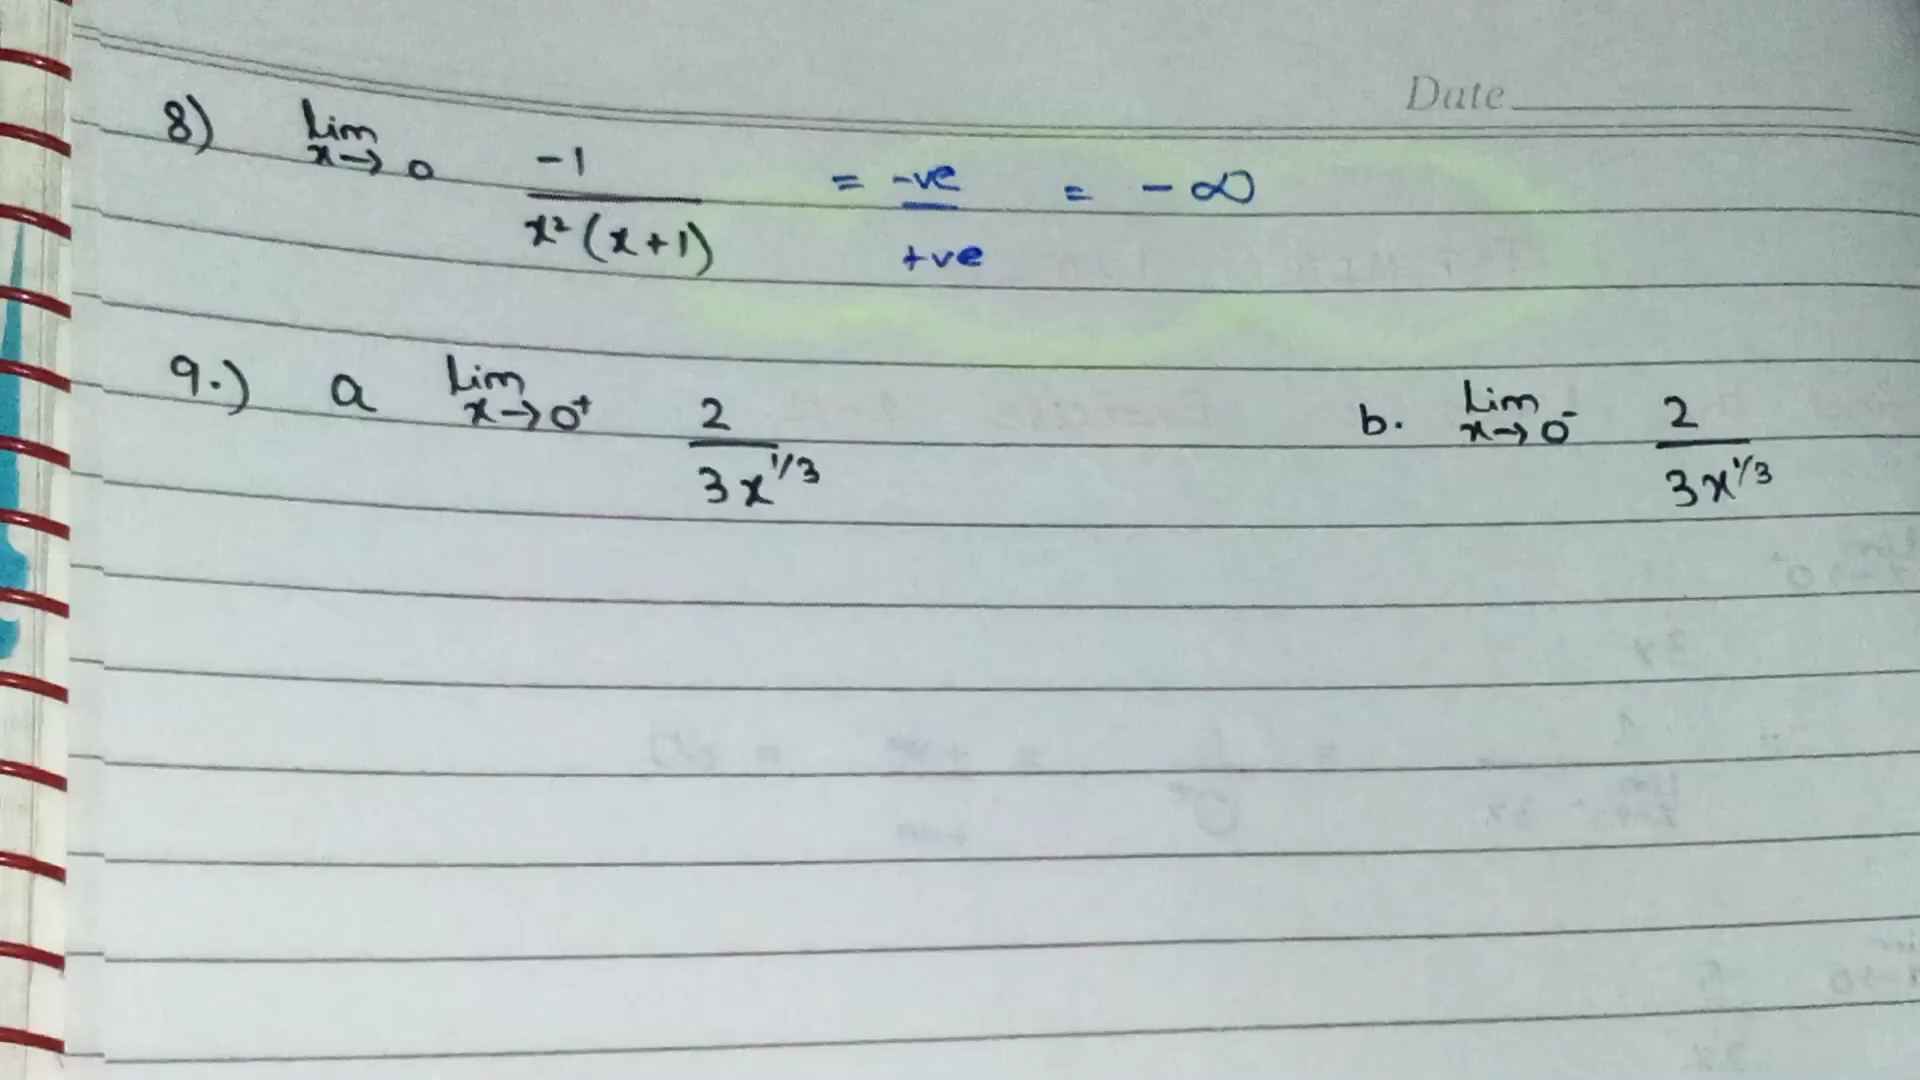 Date
8) Lim x→0 -1 / x²(x+1) = -ve / +ve = -∞
9.) a Lim x→0⁺ 2 / 3x^1/3 b. Lim x→0⁻ 2 / 3x^1/3